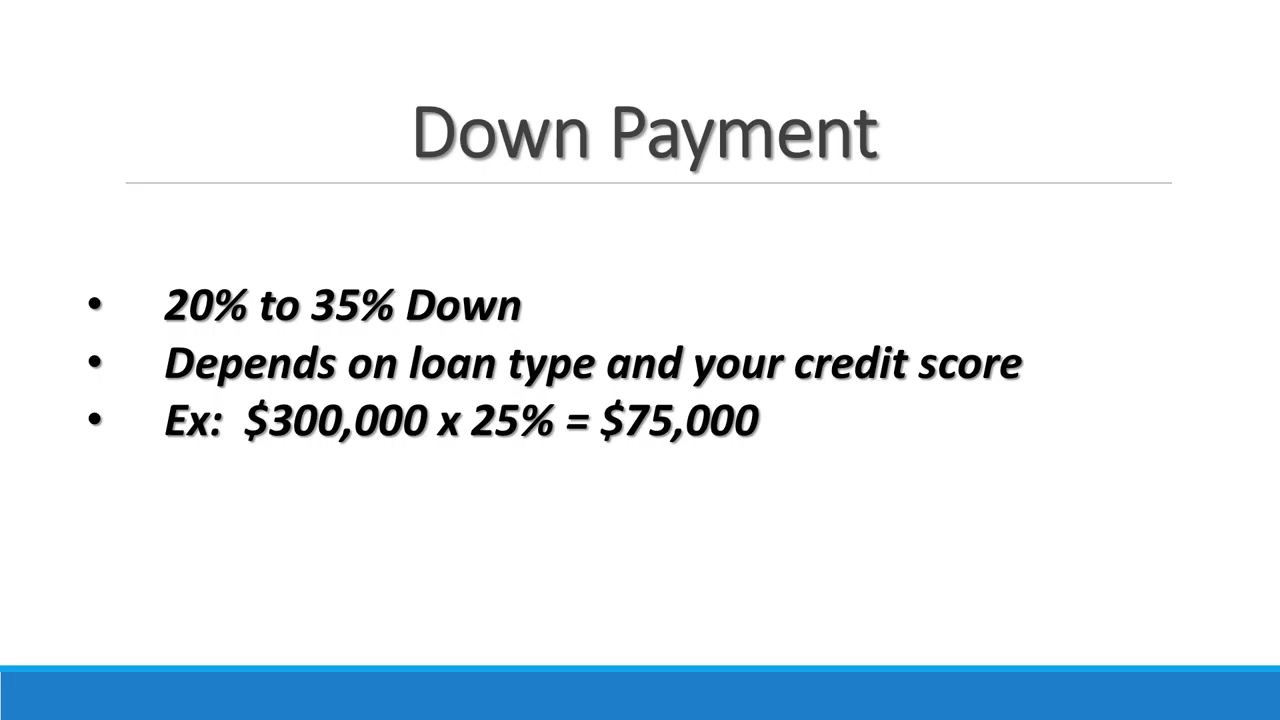 Down Payment
• 20% to 35% Down
• Depends on loan type and your credit score
• Ex: $300,000 x 25% = $75,000